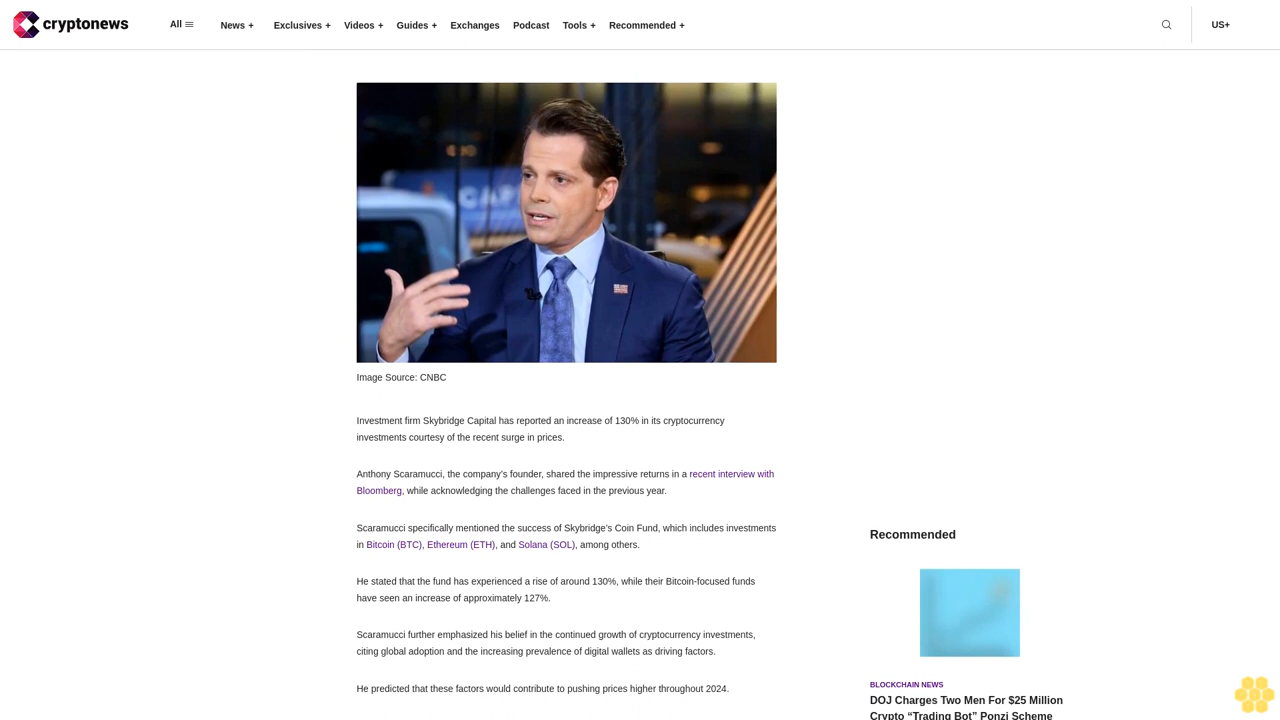 cryptonews
All
News +
Exclusives +
Videos +
Guides +
Exchanges
Podcast
Tools +
Recommended +
US+
CAPI
Image Source: CNBC
Investment firm Skybridge Capital has reported an increase of 130% in its cryptocurrency
investments courtesy of the recent surge in prices.
Anthony Scaramucci, the company’s founder, shared the impressive returns in a recent interview with
Bloomberg, while acknowledging the challenges faced in the previous year.
Scaramucci specifically mentioned the success of Skybridge’s Coin Fund, which includes investments
in Bitcoin (BTC), Ethereum (ETH), and Solana (SOL), among others.
He stated that the fund has experienced a rise of around 130%, while their Bitcoin-focused funds
have seen an increase of approximately 127%.
Scaramucci further emphasized his belief in the continued growth of cryptocurrency investments,
citing global adoption and the increasing prevalence of digital wallets as driving factors.
He predicted that these factors would contribute to pushing prices higher throughout 2024.
Recommended
BLOCKCHAIN NEWS
DOJ Charges Two Men For $25 Million
Crypto “Trading Bot” Ponzi Scheme